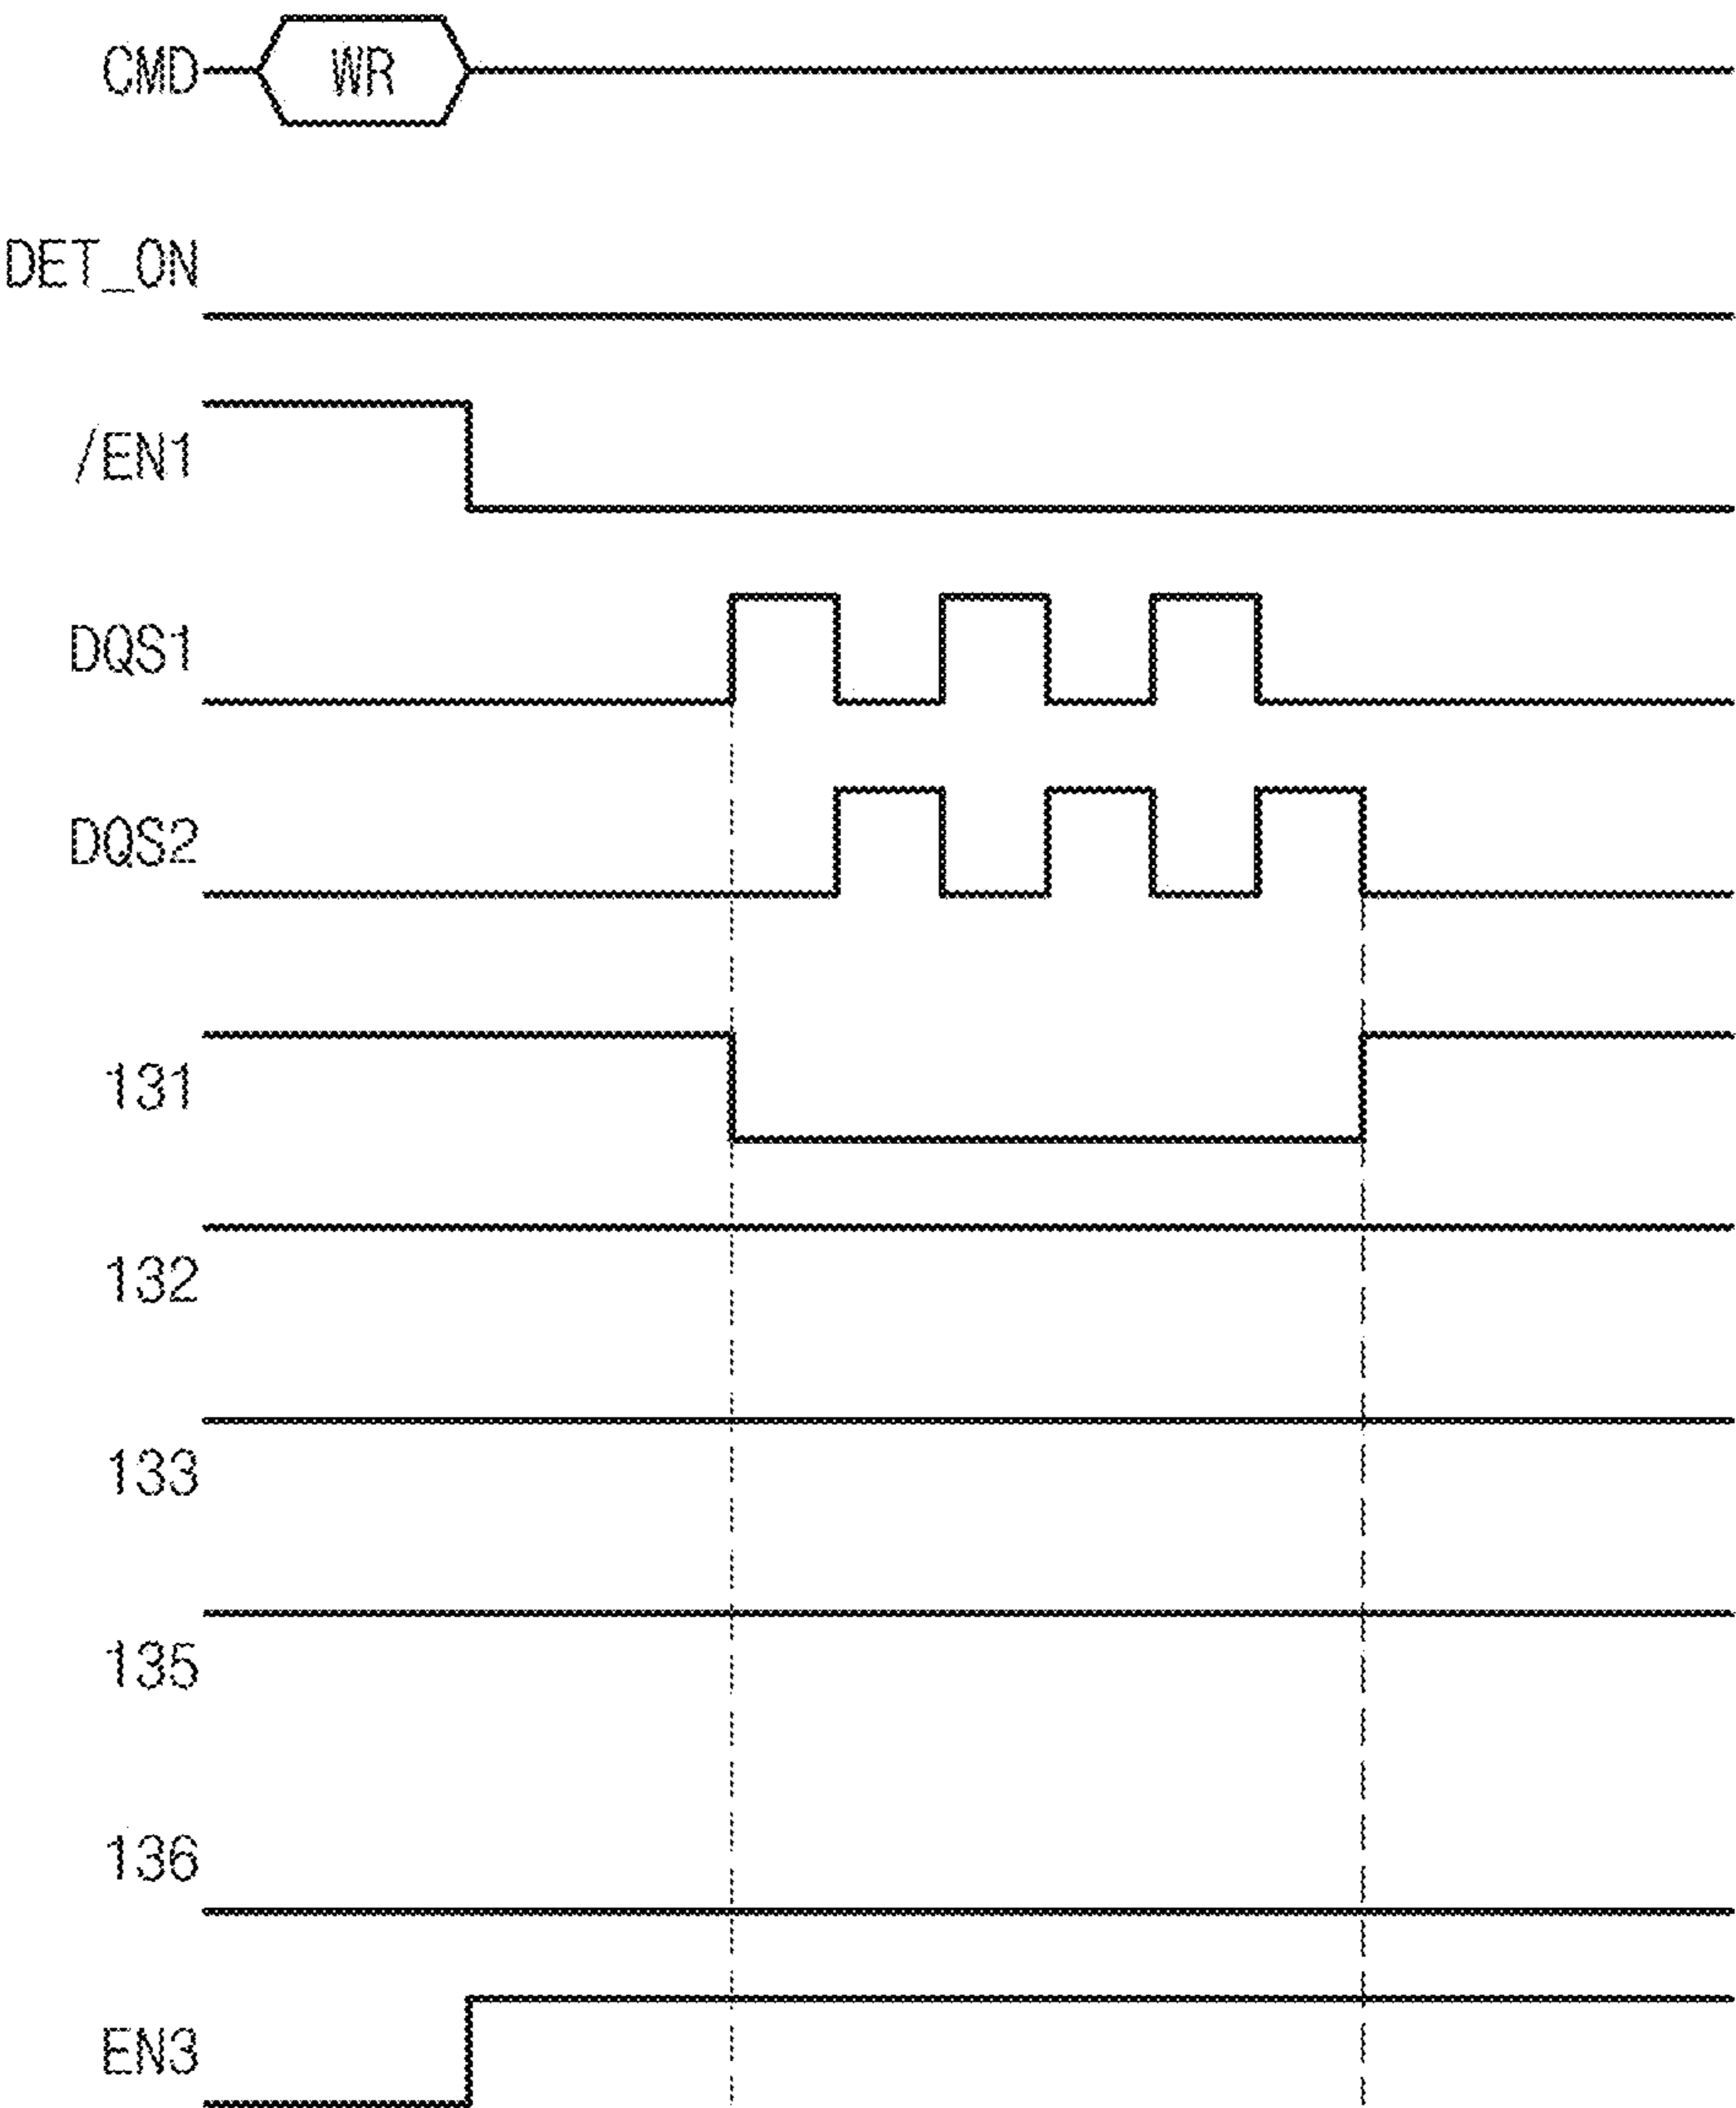 CMD
WR
DET_ON
/EN1
DQS1
DQS2
131
132
133
135
136
EN3